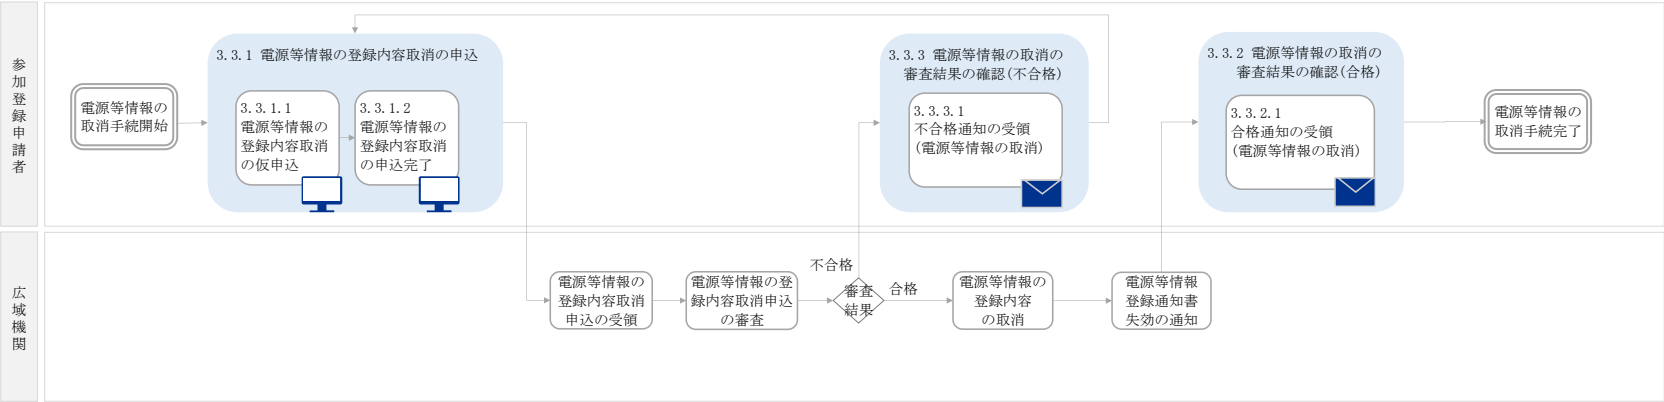 参加登録申請者
電源等情報の
取消手続開始
3.3.1 電源等情報の登録内容取消の申込
3.3.1.1
電源等情報の
登録内容取消
の仮申込
3.3.1.2
電源等情報の
登録内容取消
の申込完了
3.3.3 電源等情報の取消の
審査結果の確認(不合格)
3.3.3.1
不合格通知の受領
(電源等情報の取消)
3.3.2 電源等情報の取消の
審査結果の確認(合格)
3.3.2.1
合格通知の受領
(電源等情報の取消)
電源等情報の
取消手続完了
広域機関
電源等情報の
登録内容取消
申込の受領
電源等情報の登
録内容取消申込
の審査
不合格
審査
結果
合格
電源等情報の
登録内容
の取消
電源等情報
登録通知書
失効の通知